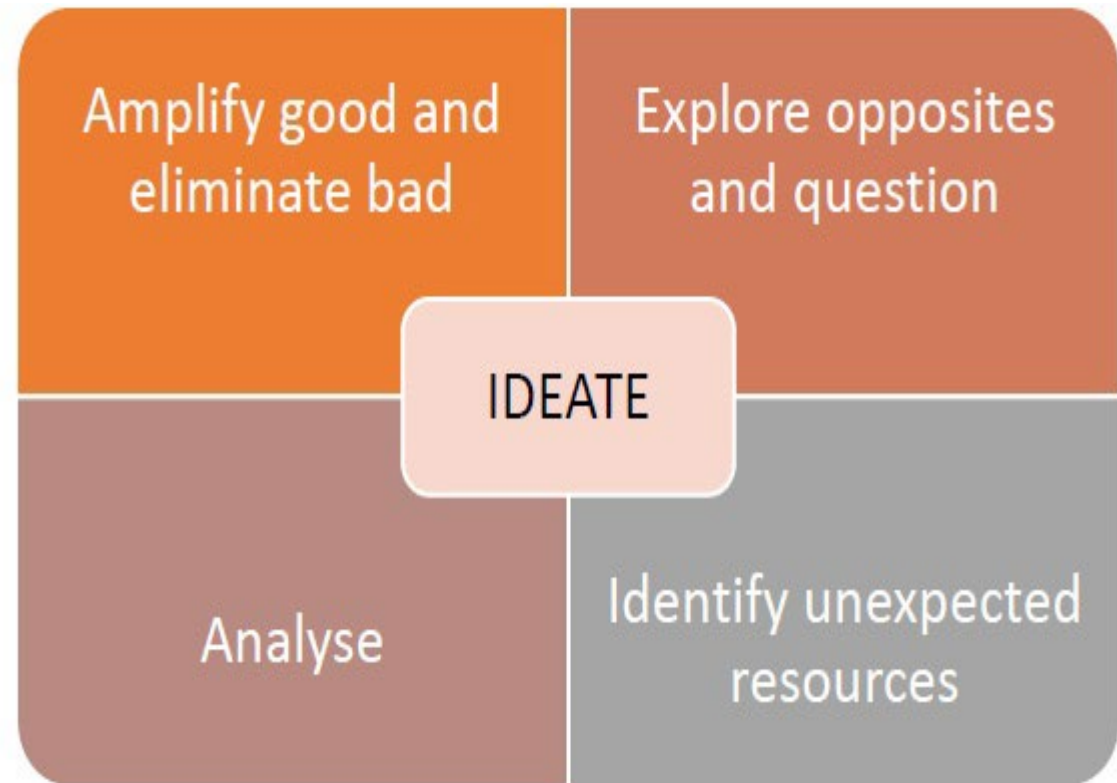 Amplify good and
eliminate bad
Explore opposites
and question
IDEATE
Analyse
Identify unexpected
resources